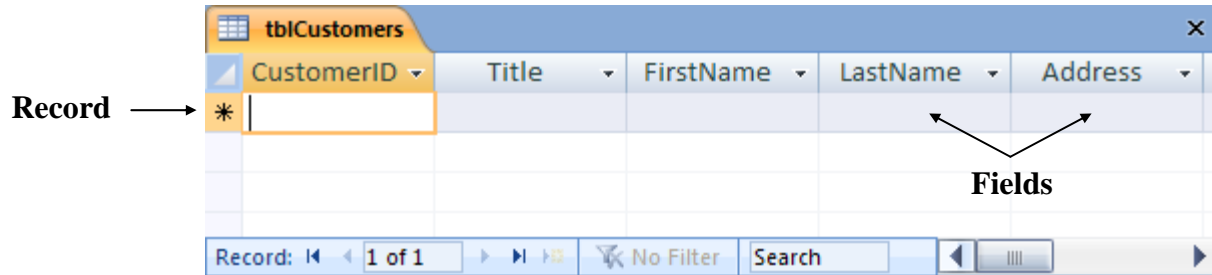 tblCustomers
CustomerID Title FirstName LastName Address
Record
Fields
Record: 1 of 1 No Filter Search